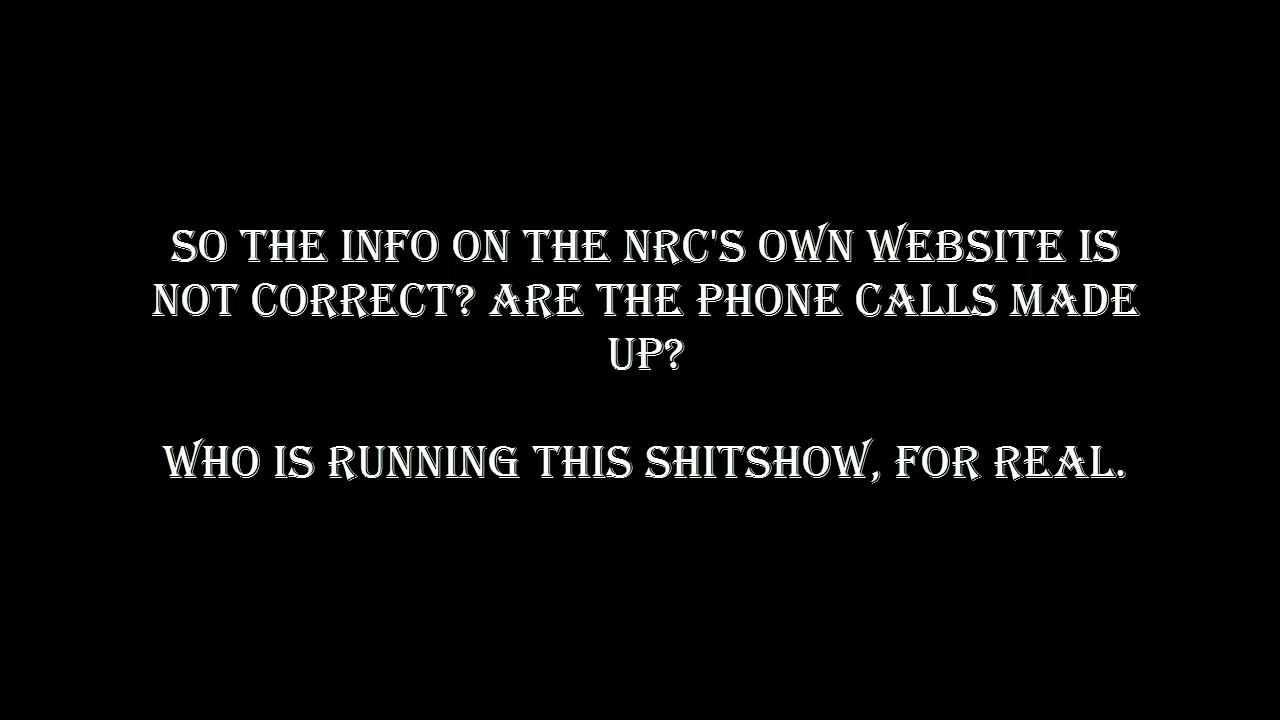 SO THE INFO ON THE NRC'S OWN WEBSITE IS
NOT CORRECT? ARE THE PHONE CALLS MADE
UP?
WHO IS RUNNING THIS SHITSHOW, FOR REAL.